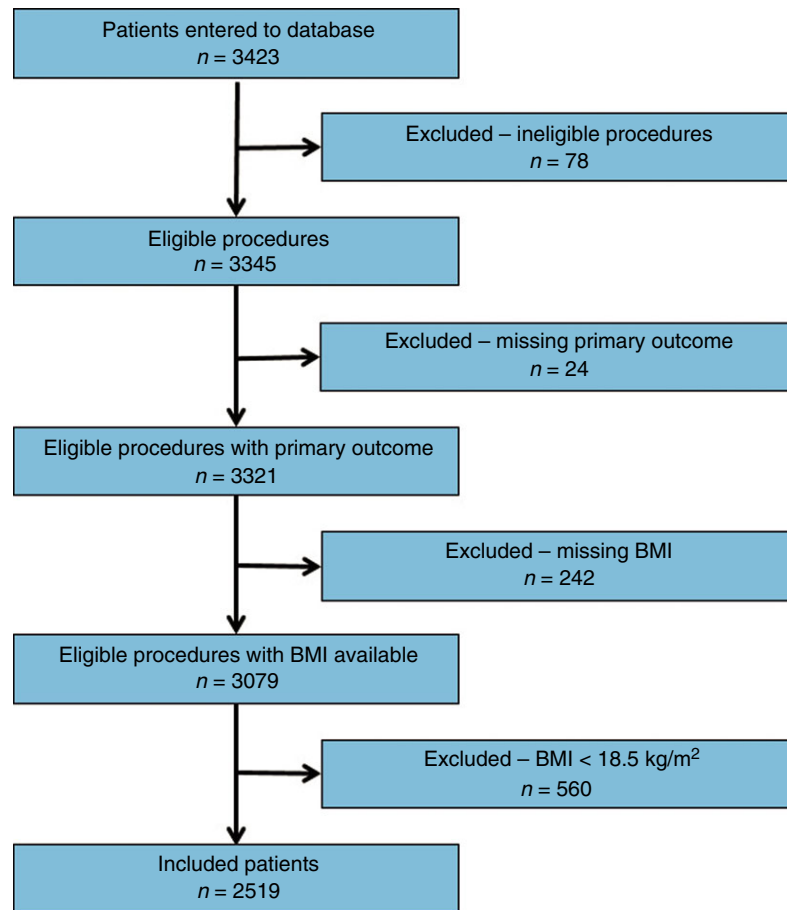 Patients entered to database
n = 3423
Excluded – ineligible procedures
n = 78
Eligible procedures
n = 3345
Excluded – missing primary outcome
n = 24
Eligible procedures with primary outcome
n = 3321
Excluded – missing BMI
n = 242
Eligible procedures with BMI available
n = 3079
Excluded – BMI < 18.5 kg/m²
n = 560
Included patients
n = 2519